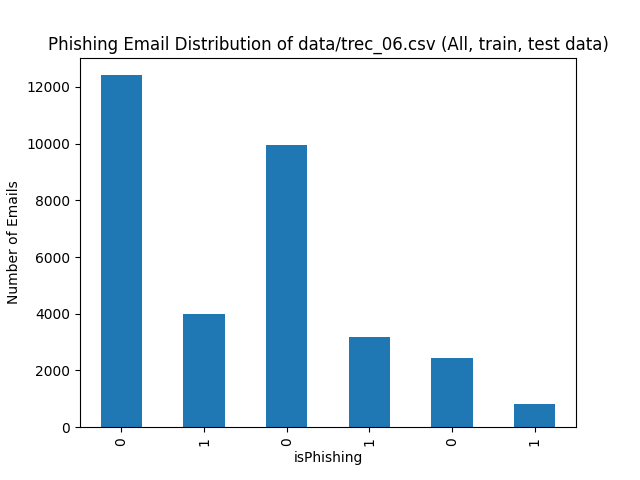 Phishing Email Distribution of data/trec_06.csv (All, train, test data)
12000
10000
8000
6000
4000
2000
0
Number of Emails
0 1 0 1 0 1
isPhishing